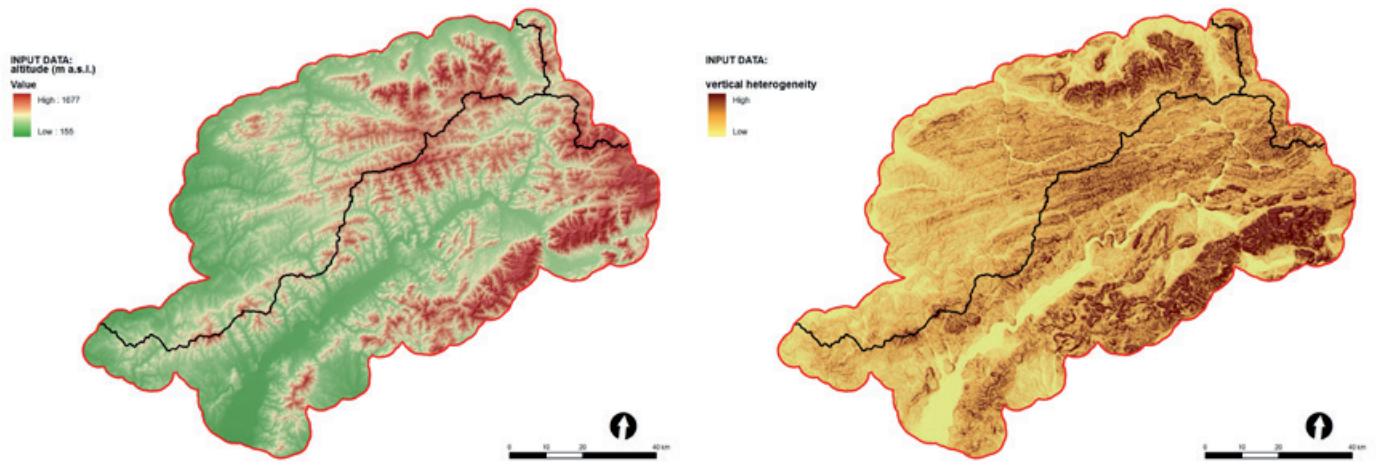 INPUT DATA:
altitude (m a.s.l.)
Value
High : 1677
Low : 155
0 10 20 40 km
INPUT DATA:
vertical heterogeneity
High
Low
0 10 20 40 km